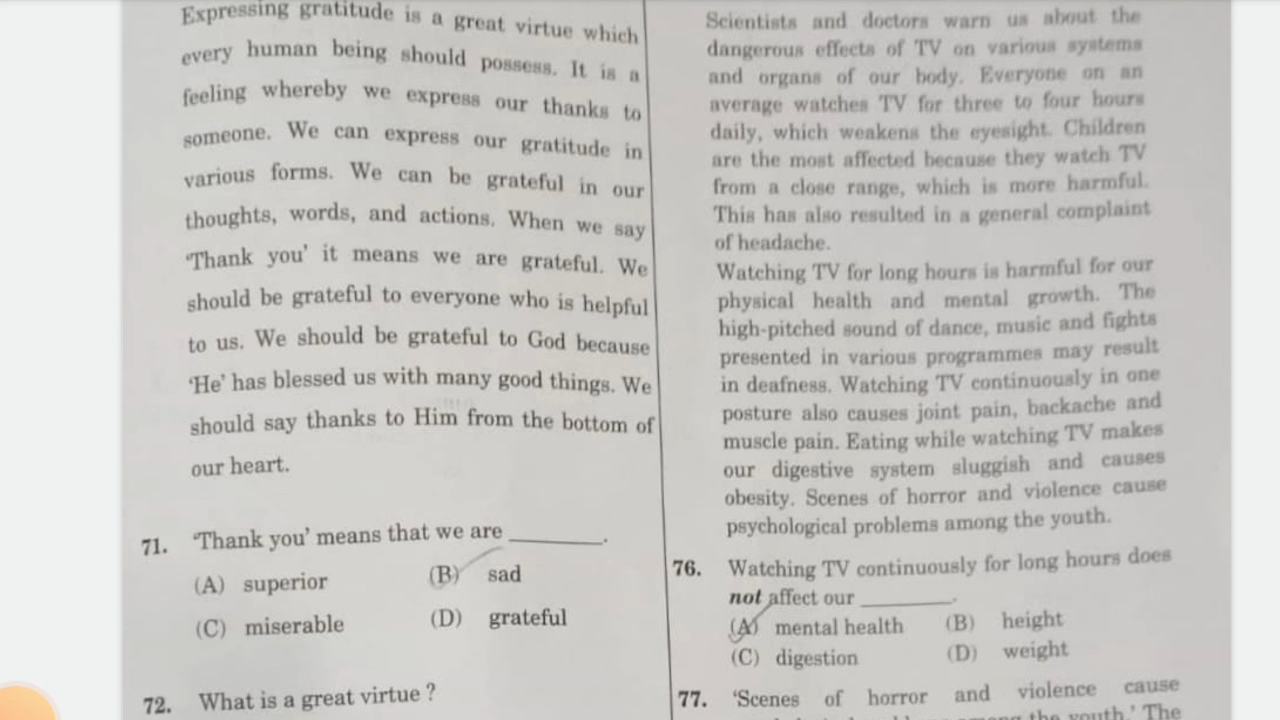 Expressing gratitude is a great virtue which
every human being should possess. It is a
feeling whereby we express our thanks to
someone. We can express our gratitude in
various forms. We can be grateful in our
thoughts, words, and actions. When we say
'Thank you' it means we are grateful. We
should be grateful to everyone who is helpful
to us. We should be grateful to God because
'He' has blessed us with many good things. We
should say thanks to Him from the bottom of
our heart.
71. 'Thank you' means that we are ________.
(A) superior (B) sad
(C) miserable (D) grateful
72. What is a great virtue ?
Scientists and doctors warn us about the
dangerous effects of TV on various systems
and organs of our body. Everyone on an
average watches TV for three to four hours
daily, which weakens the eyesight. Children
are the most affected because they watch TV
from a close range, which is more harmful.
This has also resulted in a general complaint
of headache.
Watching TV for long hours is harmful for our
physical health and mental growth. The
high-pitched sound of dance, music and fights
presented in various programmes may result
in deafness. Watching TV continuously in one
posture also causes joint pain, backache and
muscle pain. Eating while watching TV makes
our digestive system sluggish and causes
obesity. Scenes of horror and violence cause
psychological problems among the youth.
76. Watching TV continuously for long hours does
not affect our ________.
(A) mental health (B) height
(C) digestion (D) weight
77. 'Scenes of horror and violence cause
the youth.' The